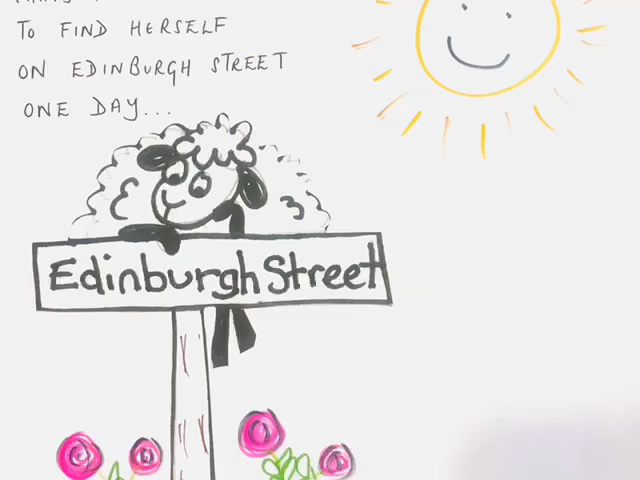 TO FIND HERSELF
ON EDINBURGH STREET
ONE DAY...
Edinburgh Street